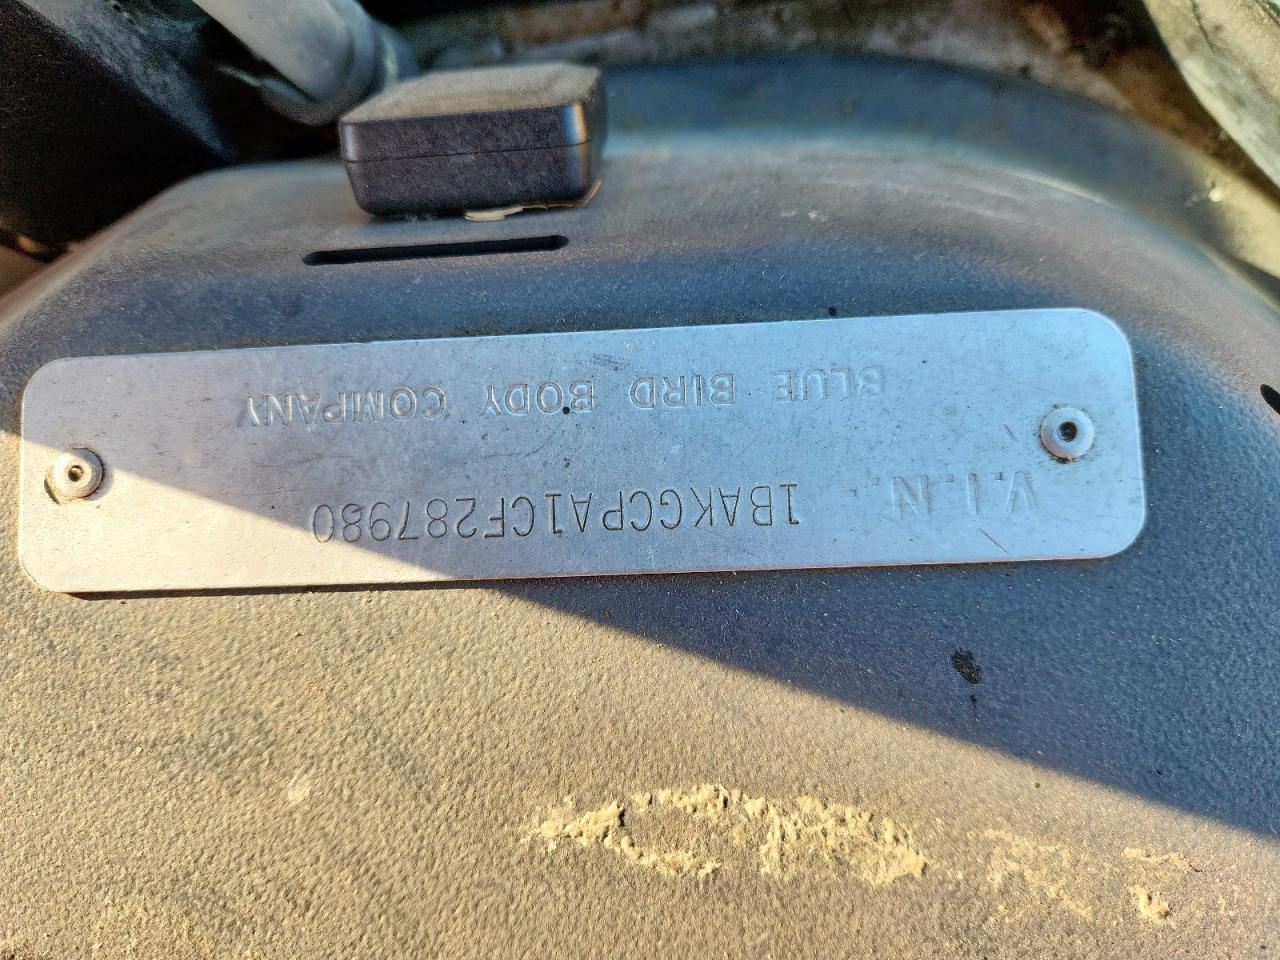 V.I.N. - 1BAKGCPA1CF287980
BLUE BIRD BODY COMPANY